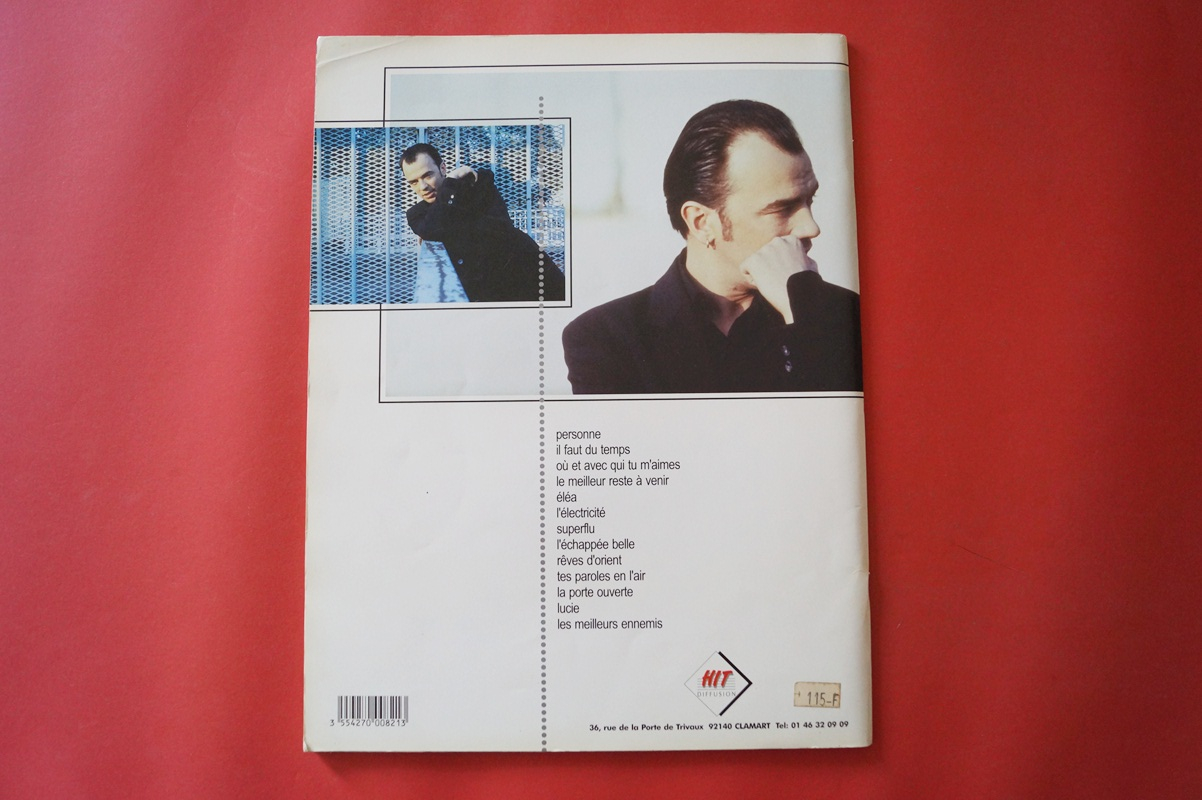 personne
il faut du temps
où et avec qui tu m'aimes
le meilleur reste à venir
éléa
l'électricité
superflu
l'échappée belle
rêves d'orient
tes paroles en l'air
la porte ouverte
lucie
les meilleurs ennemis
HIT
DIFFUSION
115-F
3 554270 008213
36, rue de la Porte de Trivaux 92140 CLAMART Tel: 01 46 32 09 09